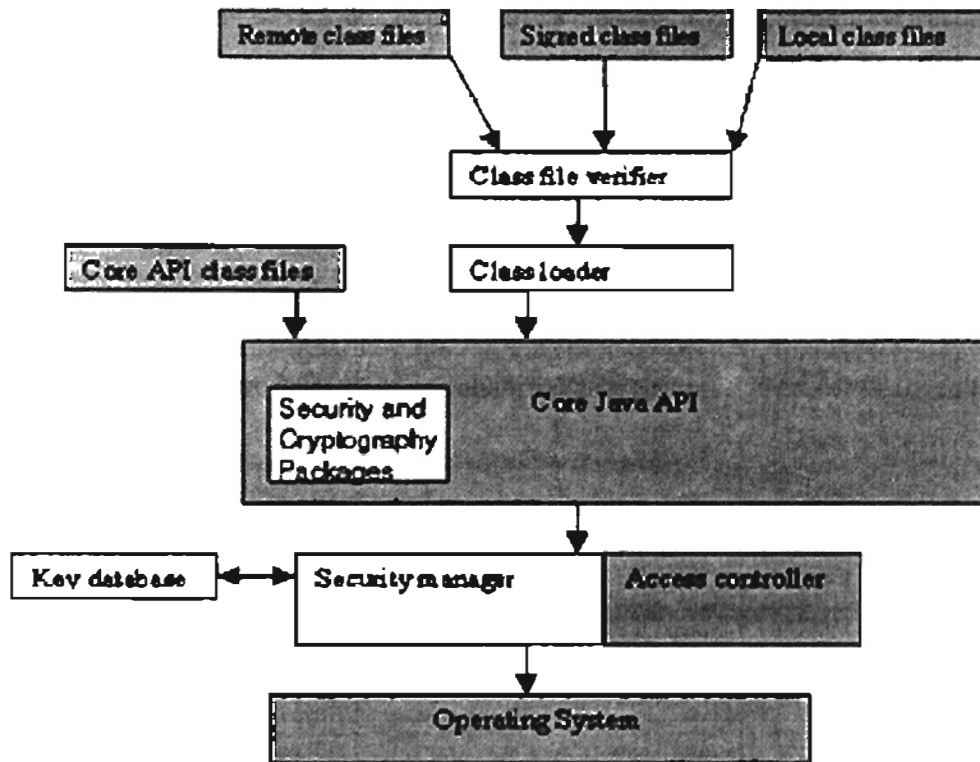 Remote class files
Signed class files
Local class files
Class file verifier
Core API class files
Class loader
Core Java API
Security and
Cryptography
Packages
Key database
Security manager
Access controller
Operating System